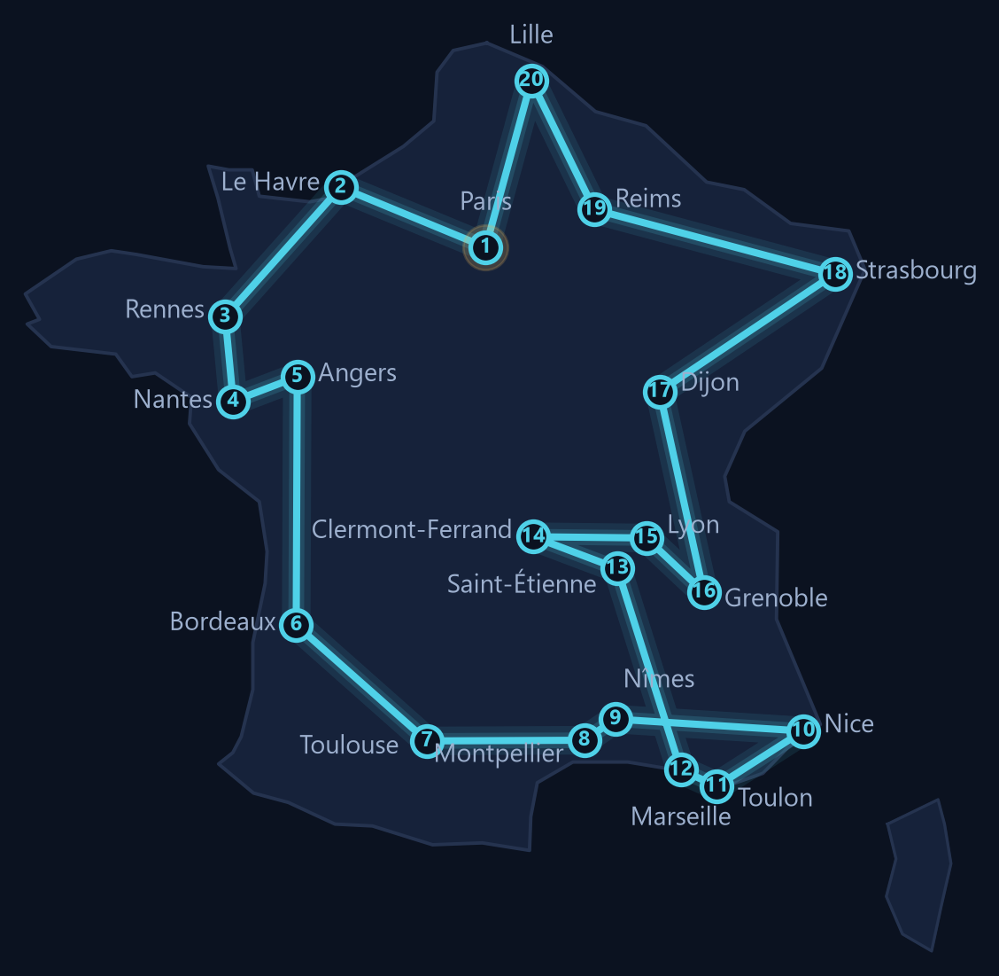 Lille
20
Le Havre
2
Paris
19
Reims
1
18
Strasbourg
Rennes
3
5
Angers
Nantes
4
17
Dijon
Clermont-Ferrand
14
15
Lyon
13
Saint-Étienne
16
Grenoble
Bordeaux
6
Nîmes
9
10
Nice
Toulouse
7
8
Montpellier
12
11
Toulon
Marseille